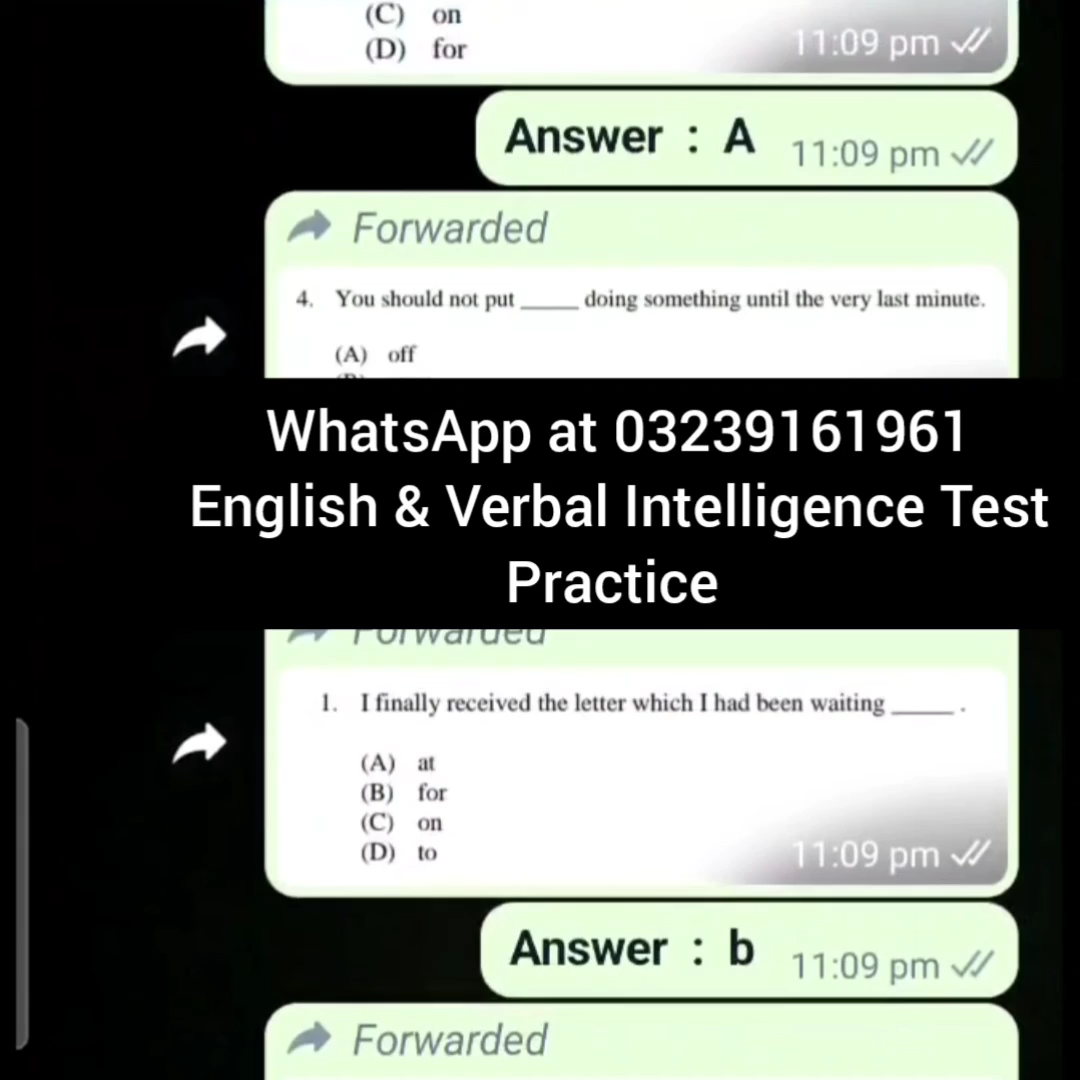 (C) on
(D) for
11:09 pm
Answer : A 11:09 pm
Forwarded
4. You should not put _____ doing something until the very last minute.
(A) off
WhatsApp at 03239161961
English & Verbal Intelligence Test
Practice
Forwarded
1. I finally received the letter which I had been waiting _____ .
(A) at
(B) for
(C) on
(D) to
11:09 pm
Answer : b 11:09 pm
Forwarded